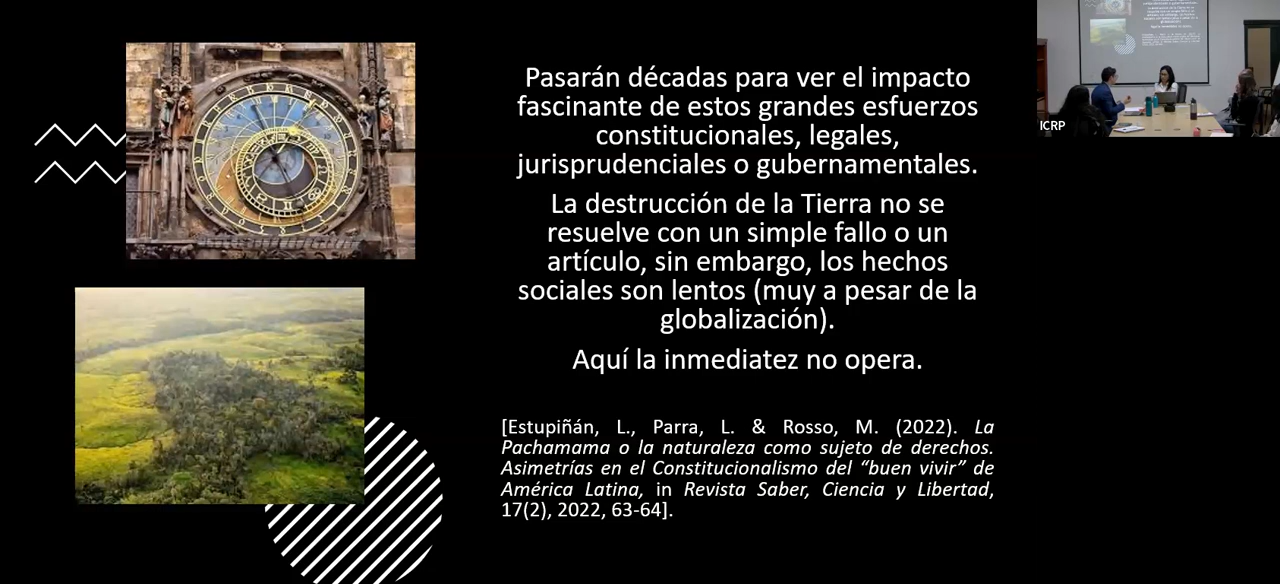 Pasarán décadas para ver el impacto
fascinante de estos grandes esfuerzos
constitucionales, legales,
jurisprudenciales o gubernamentales.
La destrucción de la Tierra no se
resuelve con un simple fallo o un
artículo, sin embargo, los hechos
sociales son lentos (muy a pesar de la
globalización).
Aquí la inmediatez no opera.
[Estupiñán, L., Parra, L. & Rosso, M. (2022). La
Pachamama o la naturaleza como sujeto de derechos.
Asimetrías en el Constitucionalismo del “buen vivir” de
América Latina, in Revista Saber, Ciencia y Libertad,
17(2), 2022, 63-64].
ICRP